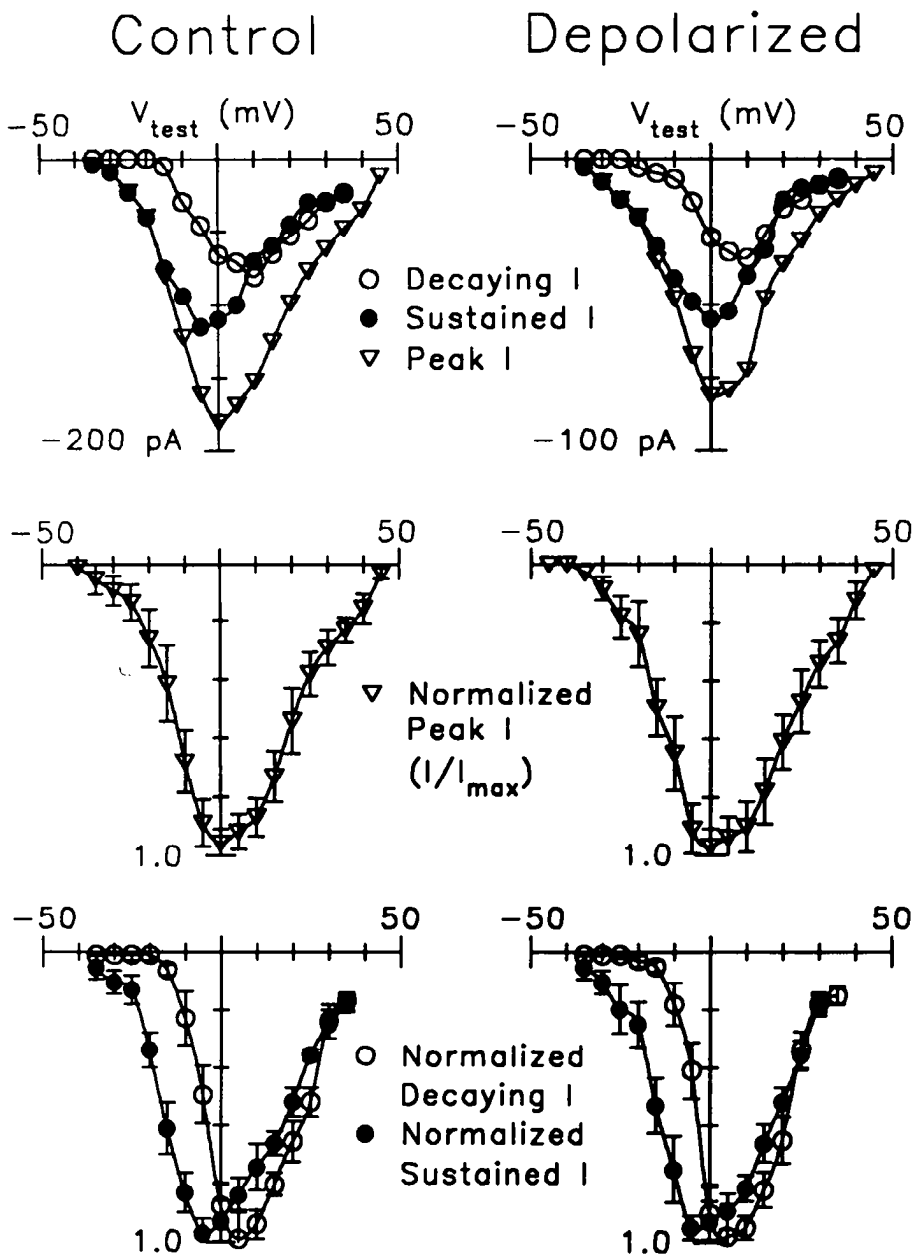 Control
Depolarized
V_test (mV)
-50
50
V_test (mV)
-50
50
○ Decaying I
● Sustained I
▽ Peak I
-200 pA
-100 pA
-50
50
-50
50
▽ Normalized
Peak I
(I/I_max)
1.0
1.0
-50
50
-50
50
○ Normalized
Decaying I
● Normalized
Sustained I
1.0
1.0